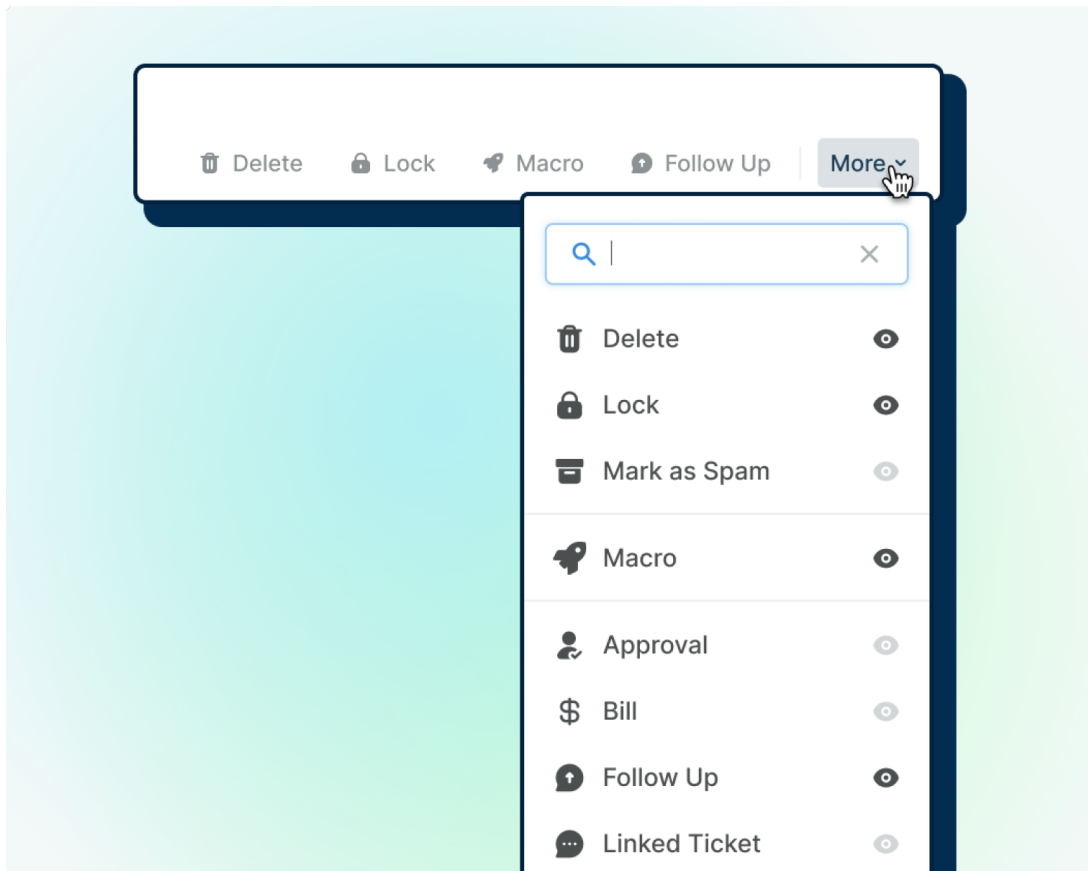 Delete Lock Macro Follow Up More
Delete
Lock
Mark as Spam
Macro
Approval
Bill
Follow Up
Linked Ticket